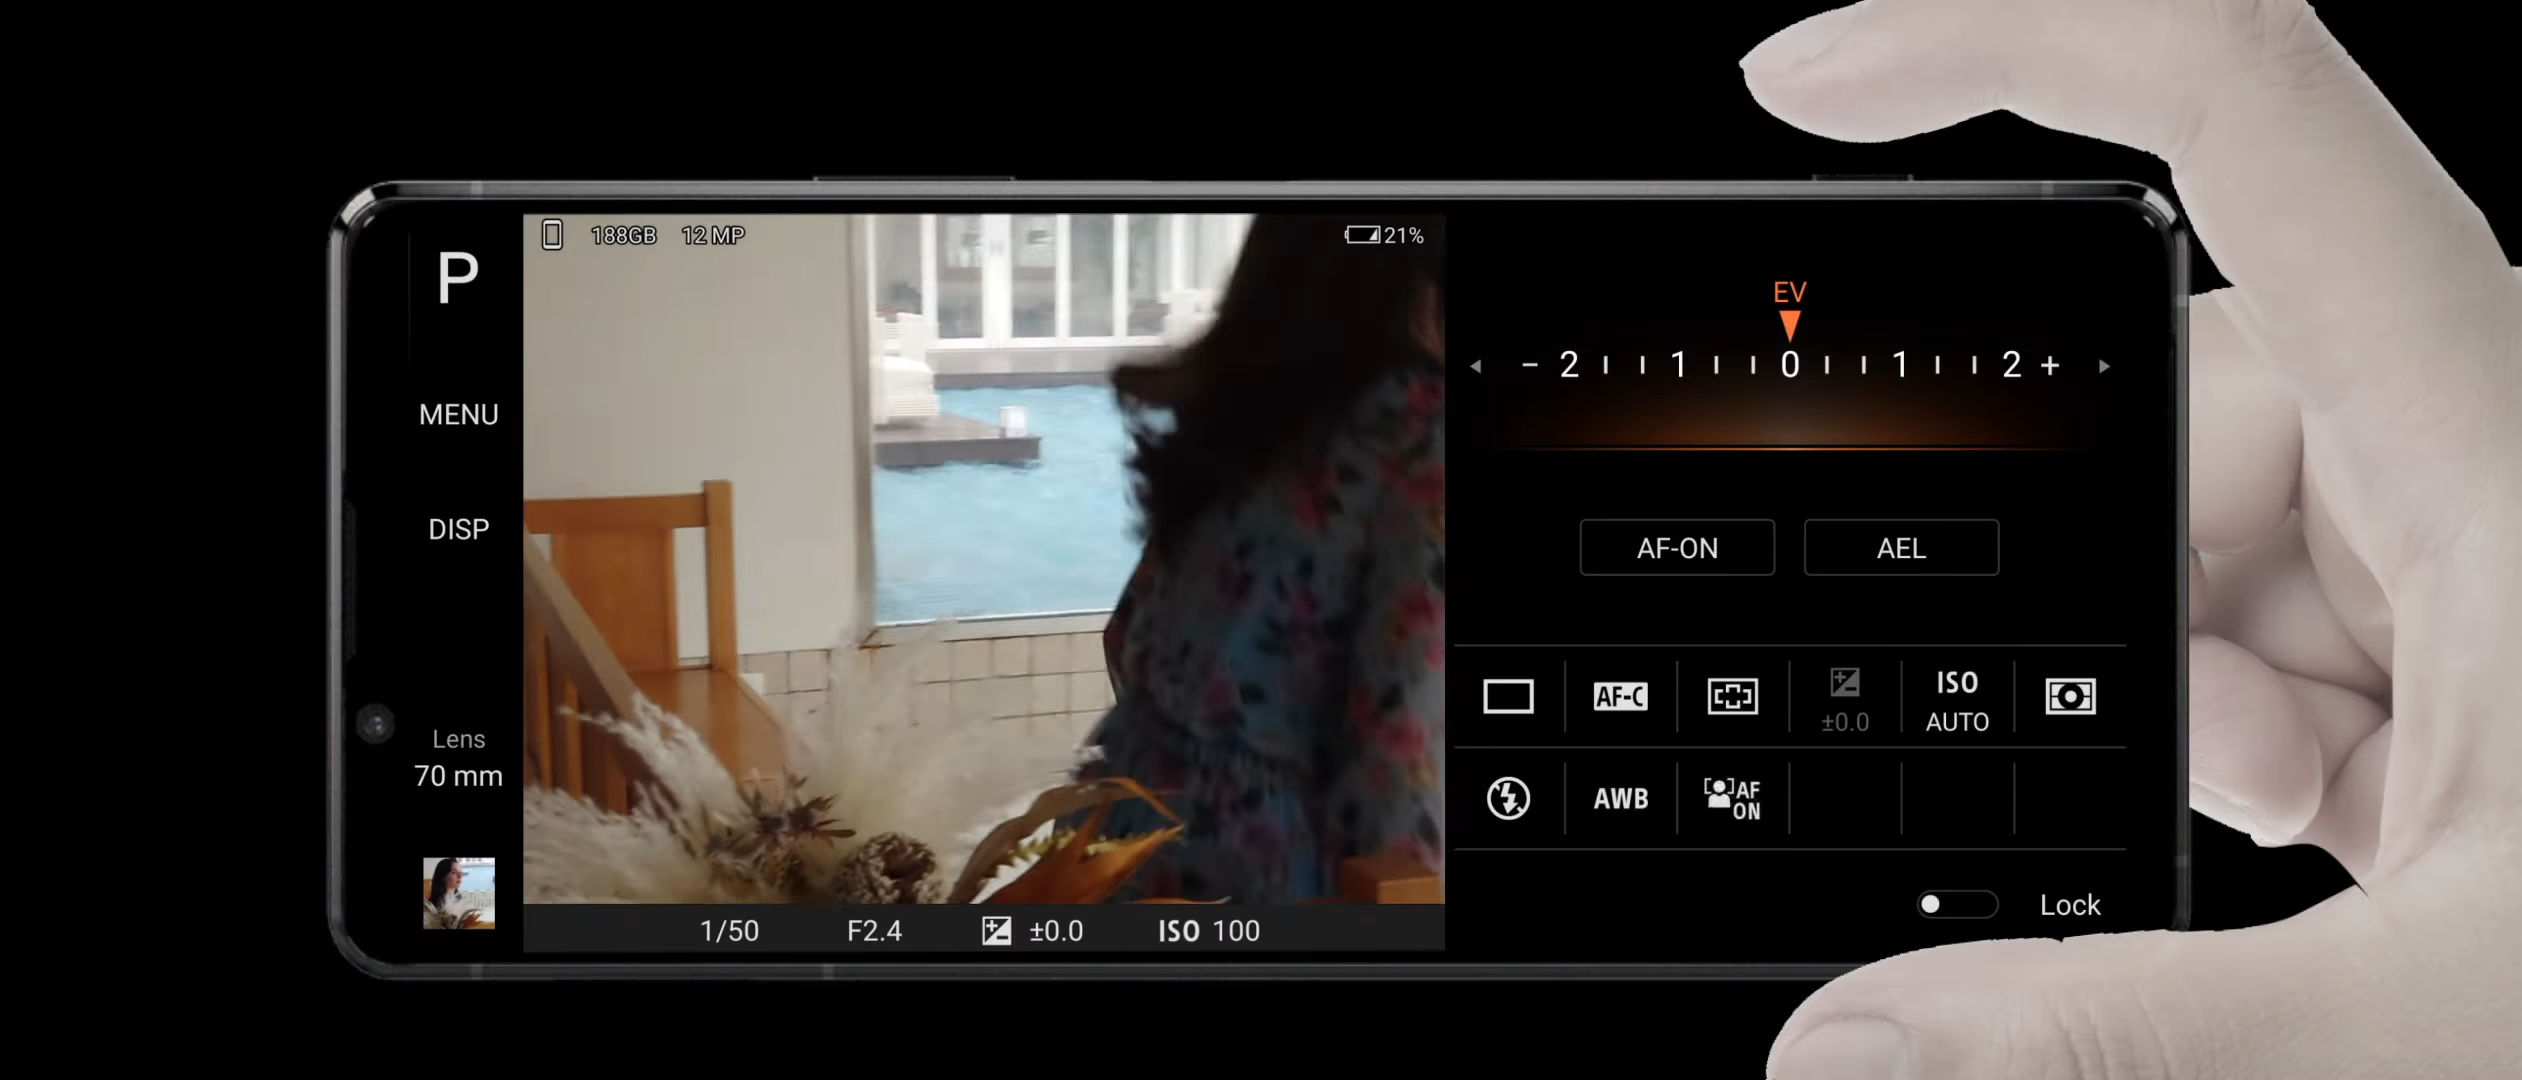 P
MENU
DISP
Lens
70 mm
188GB 12 MP
21%
1/50 F2.4 ±0.0 ISO 100
EV
− 2 1 0 1 2 +
AF-ON AEL
AF-C ±0.0 ISO AUTO
AWB AF ON
Lock